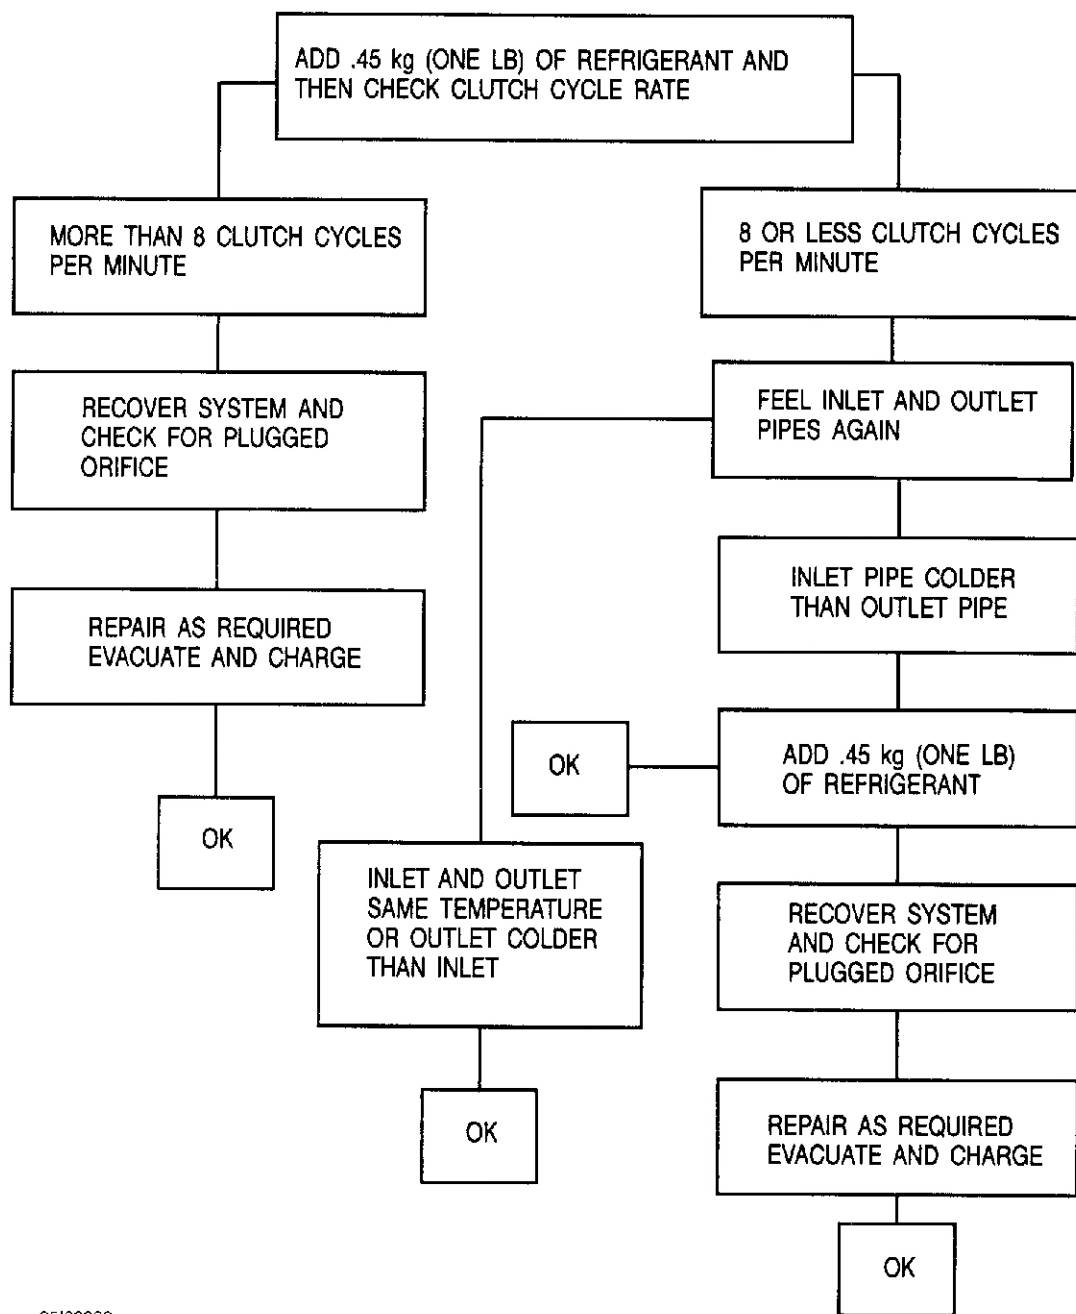 ADD .45 kg (ONE LB) OF REFRIGERANT AND
THEN CHECK CLUTCH CYCLE RATE
MORE THAN 8 CLUTCH CYCLES
PER MINUTE
8 OR LESS CLUTCH CYCLES
PER MINUTE
RECOVER SYSTEM AND
CHECK FOR PLUGGED
ORIFICE
FEEL INLET AND OUTLET
PIPES AGAIN
REPAIR AS REQUIRED
EVACUATE AND CHARGE
INLET PIPE COLDER
THAN OUTLET PIPE
OK
OK
ADD .45 kg (ONE LB)
OF REFRIGERANT
INLET AND OUTLET
SAME TEMPERATURE
OR OUTLET COLDER
THAN INLET
RECOVER SYSTEM
AND CHECK FOR
PLUGGED ORIFICE
OK
REPAIR AS REQUIRED
EVACUATE AND CHARGE
OK